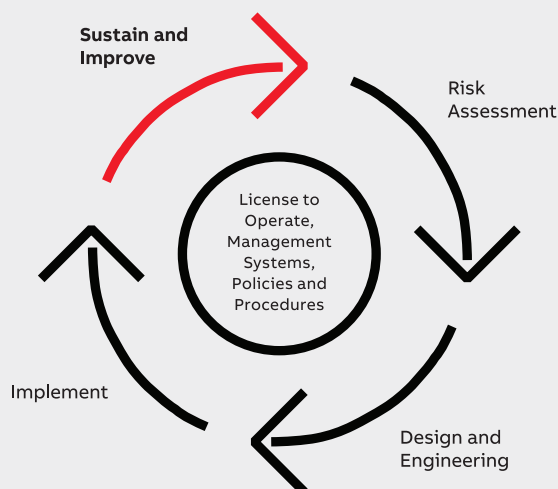 Sustain and
Improve
Risk
Assessment
License to
Operate,
Management
Systems,
Policies and
Procedures
Implement
Design and
Engineering